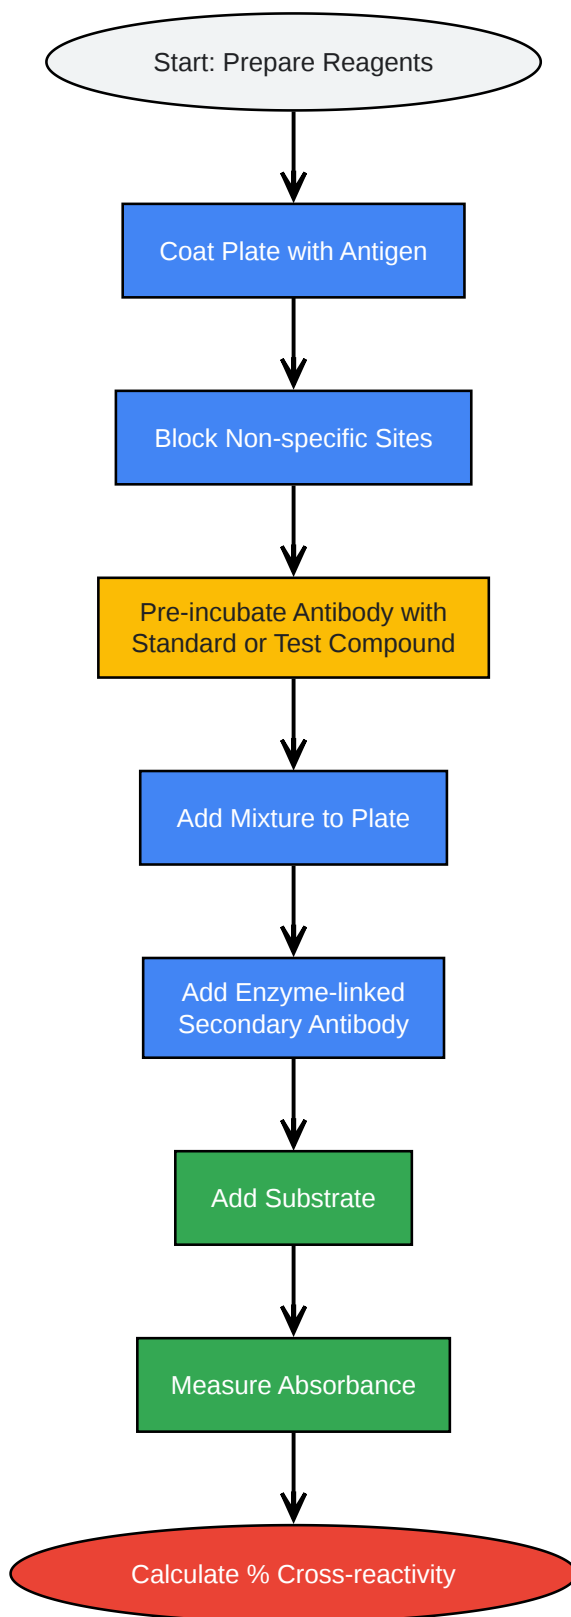 Start: Prepare Reagents
Coat Plate with Antigen
Block Non-specific Sites
Pre-incubate Antibody with
Standard or Test Compound
Add Mixture to Plate
Add Enzyme-linked
Secondary Antibody
Add Substrate
Measure Absorbance
Calculate % Cross-reactivity